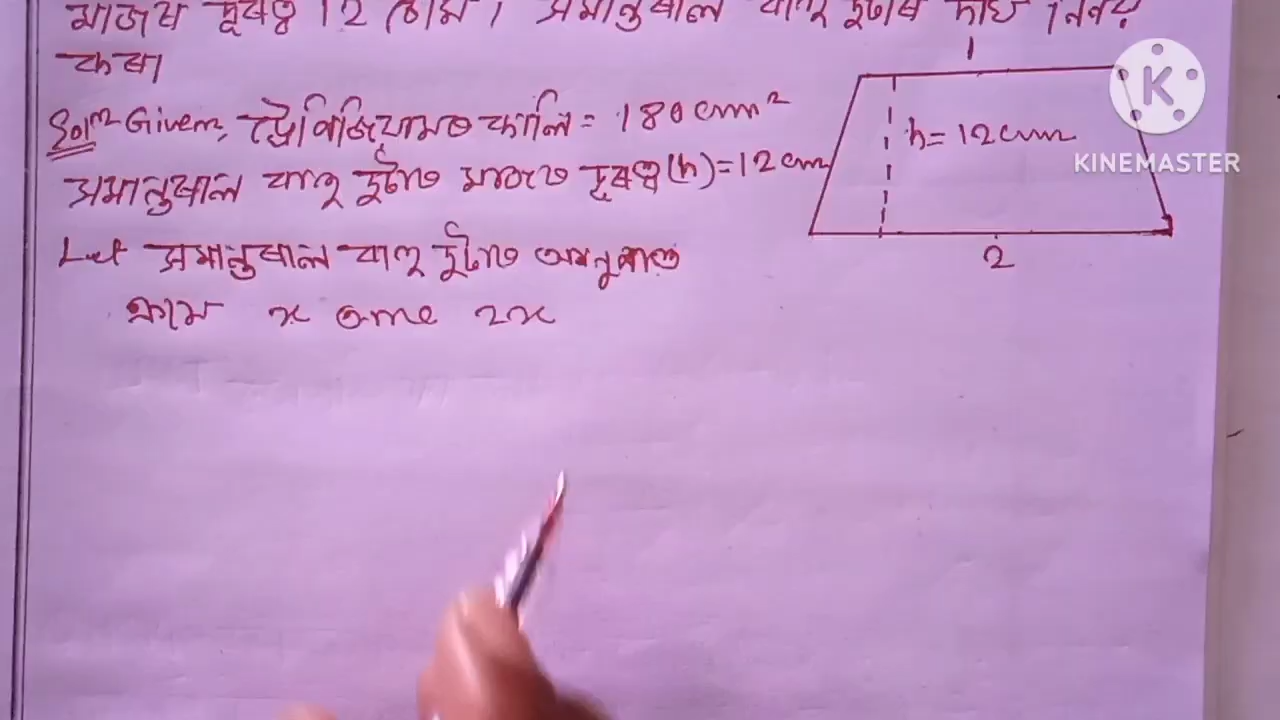 মাজৰ দূৰত্ব 12 চেমি। সমান্তৰাল বাহু দুটাৰ দীঘ নিৰ্ণয়
কৰা।
Solⁿ Given, ট্ৰেপিজিয়ামৰ কালি = 180 cm²
সমান্তৰাল বাহু দুটাৰ মাজৰ দূৰত্ব (h) = 12 cm
Let সমান্তৰাল বাহু দুটাৰ অনুপাত
ক্ৰমে x আৰু 2x
1
h = 12 cm
2
KINEMASTER